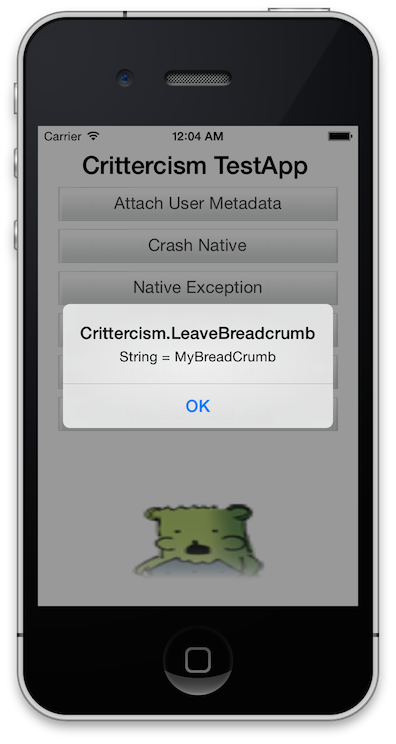 Carrier 12:04 AM
Crittercism TestApp
Attach User Metadata
Crash Native
Native Exception
Crittercism.LeaveBreadcrumb
String = MyBreadCrumb
OK